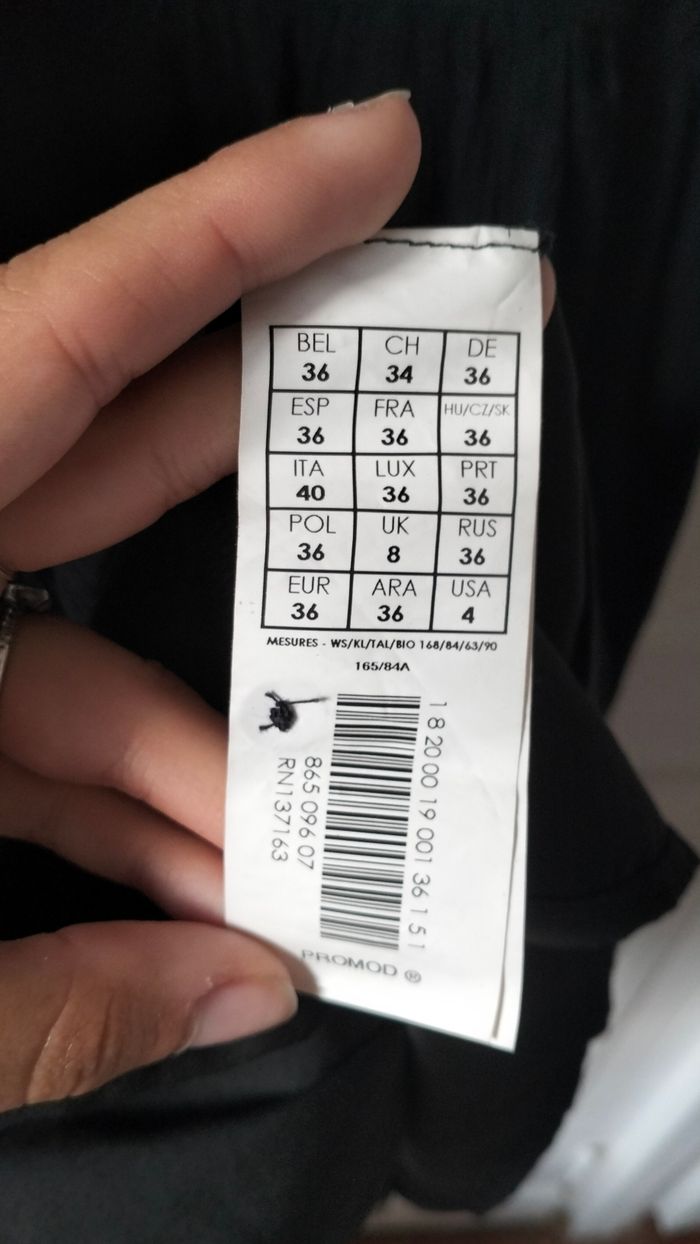 BEL CH DE
36 34 36
ESP FRA HU/CZ/SK
36 36 36
ITA LUX PRT
40 36 36
POL UK RUS
36 8 36
EUR ARA USA
36 36 4
MESURES - WS/KL/TAL/BIO 168/84/63/90
165/84A
1 8 20 00 19 001 36 1 5 1
865 096 07
RN137163
PROMOD ®